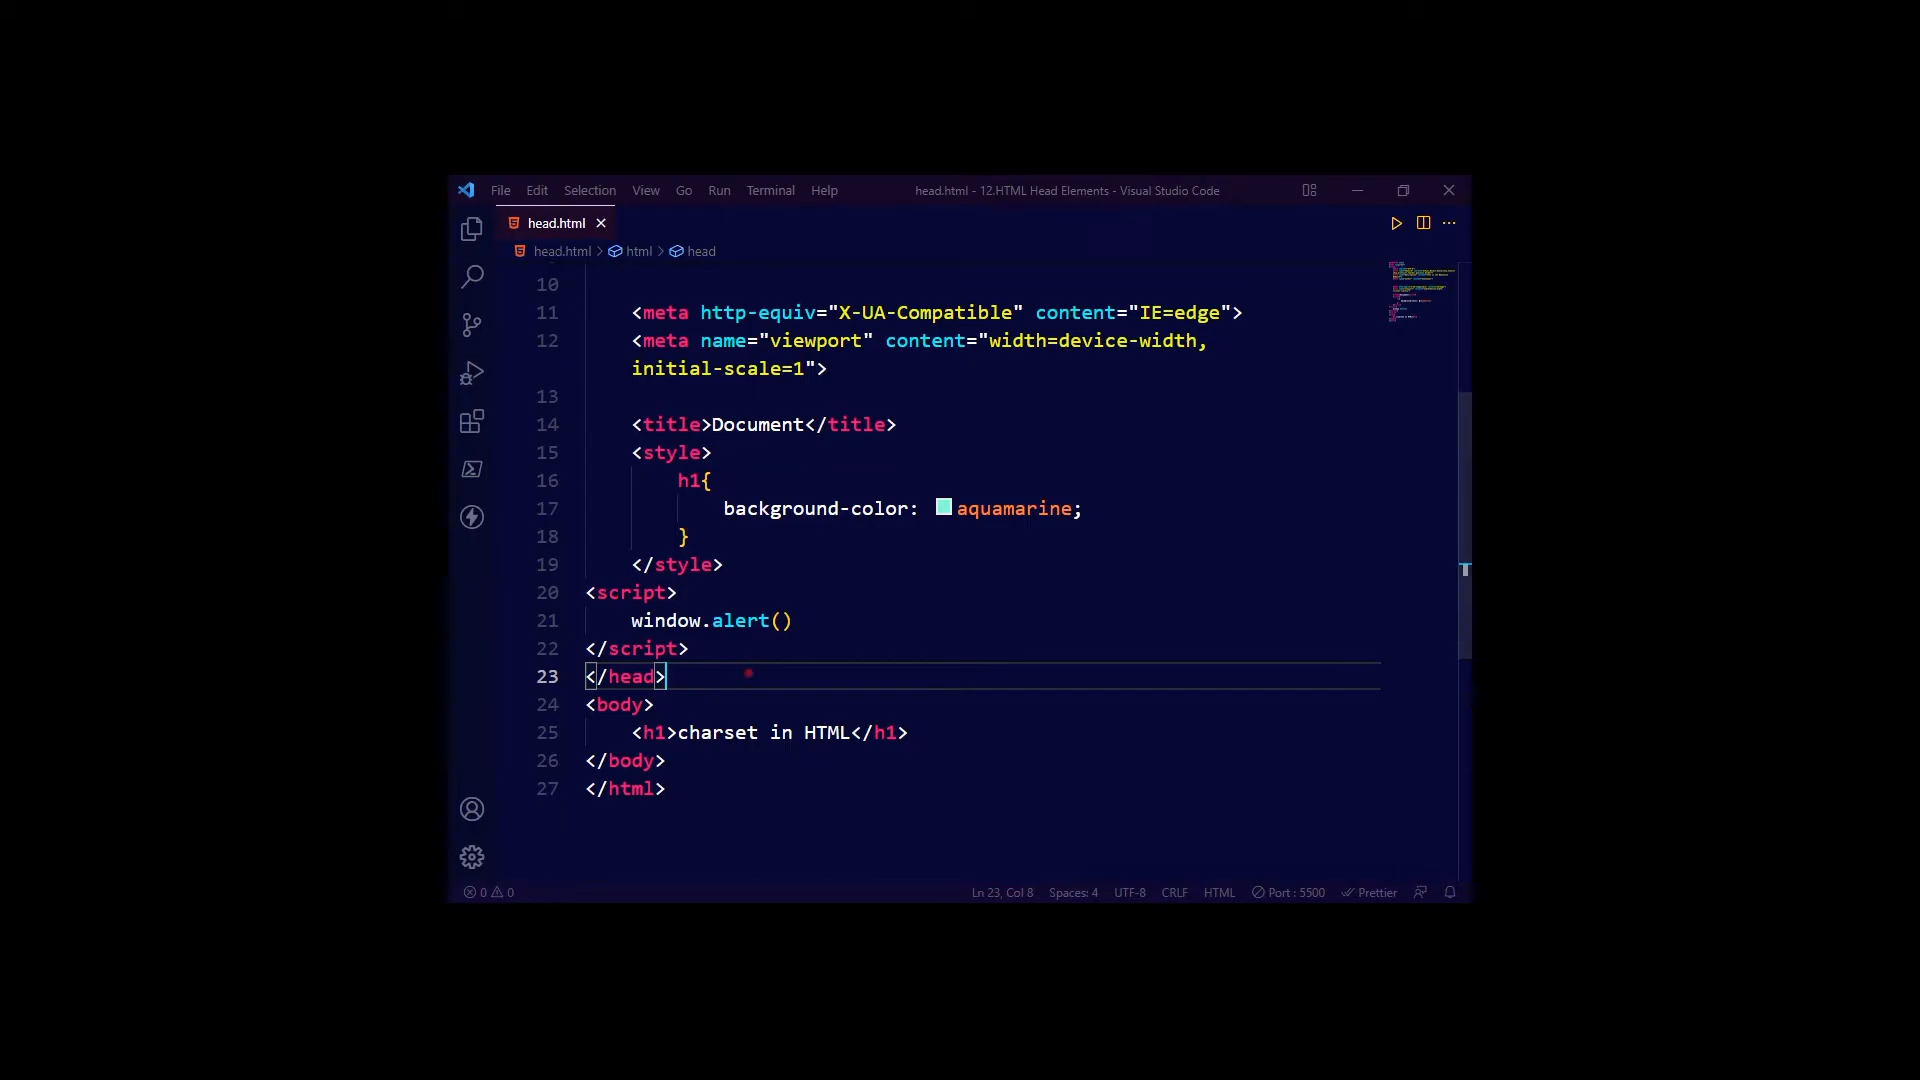 File Edit Selection View Go Run Terminal Help head.html - 12.HTML Head Elements - Visual Studio Code
head.html
head.html > html > head
10
11 <meta http-equiv="X-UA-Compatible" content="IE=edge">
12 <meta name="viewport" content="width=device-width,
initial-scale=1">
13
14 <title>Document</title>
15 <style>
16 h1{
17 background-color: aquamarine;
18 }
19 </style>
20 <script>
21 window.alert()
22 </script>
23 </head>
24 <body>
25 <h1>charset in HTML</h1>
26 </body>
27 </html>
0 0 Ln 23, Col 8 Spaces: 4 UTF-8 CRLF HTML Port : 5500 Prettier